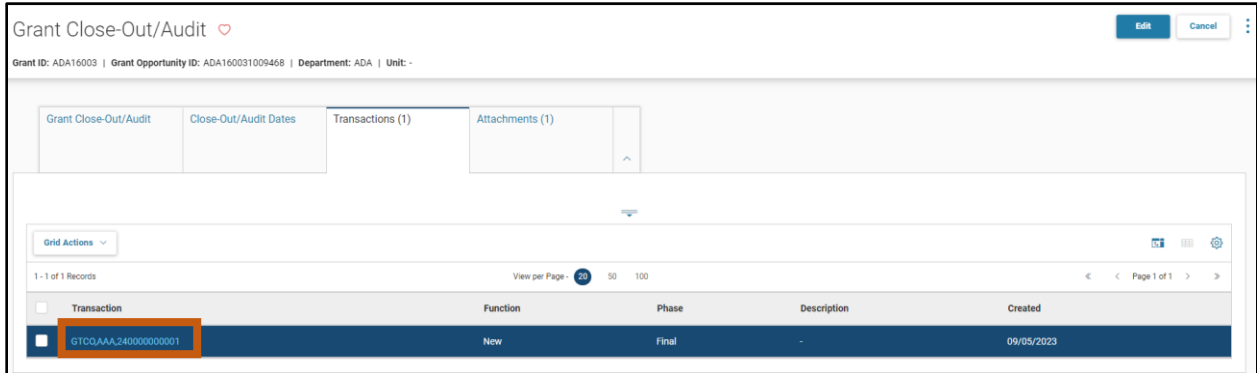 Grant Close-Out/Audit
Edit
Cancel
Grant ID: ADA16003 | Grant Opportunity ID: ADA160031009468 | Department: ADA | Unit: -
Grant Close-Out/Audit
Close-Out/Audit Dates
Transactions (1)
Attachments (1)
Grid Actions
1 - 1 of 1 Records
View per Page - 20 50 100
Page 1 of 1
Transaction Function Phase Description Created
GTCO,AAA,240000000001 New Final - 09/05/2023